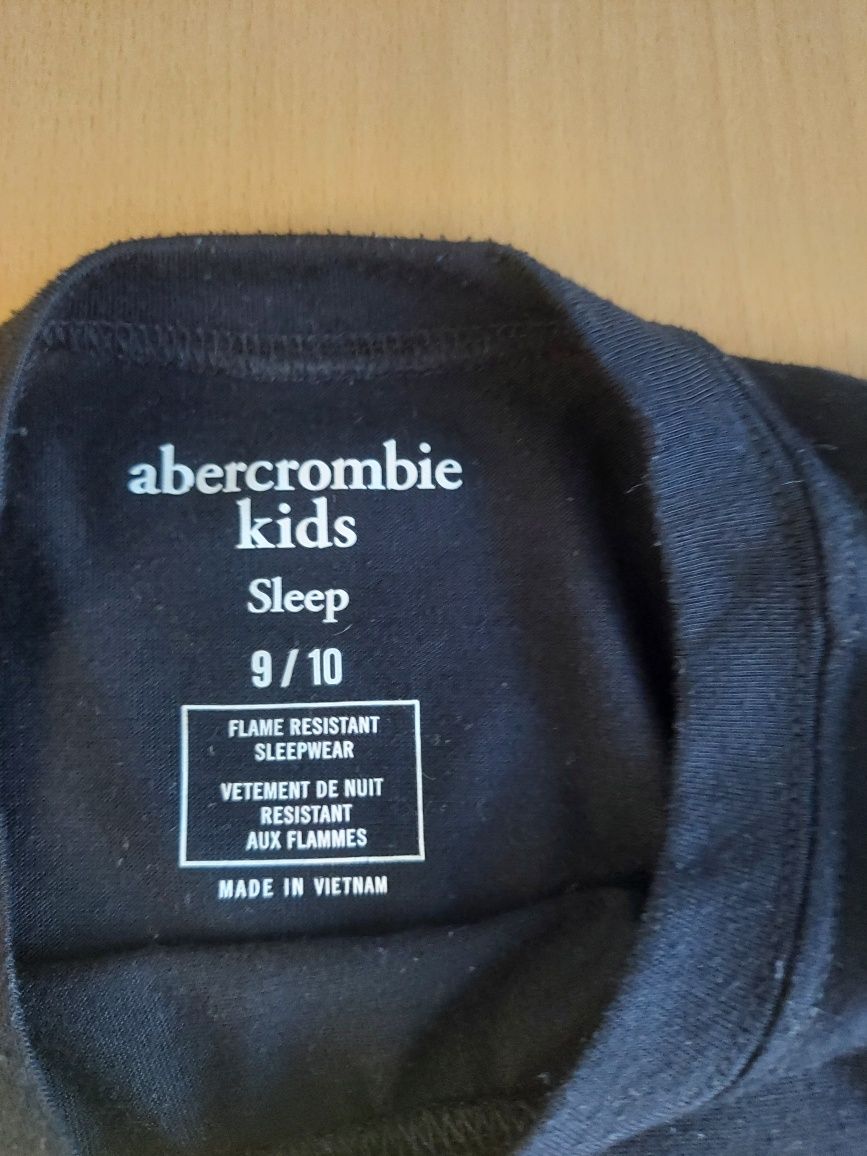 abercrombie
kids
Sleep
9 / 10
FLAME RESISTANT
SLEEPWEAR
VETEMENT DE NUIT
RESISTANT
AUX FLAMMES
MADE IN VIETNAM